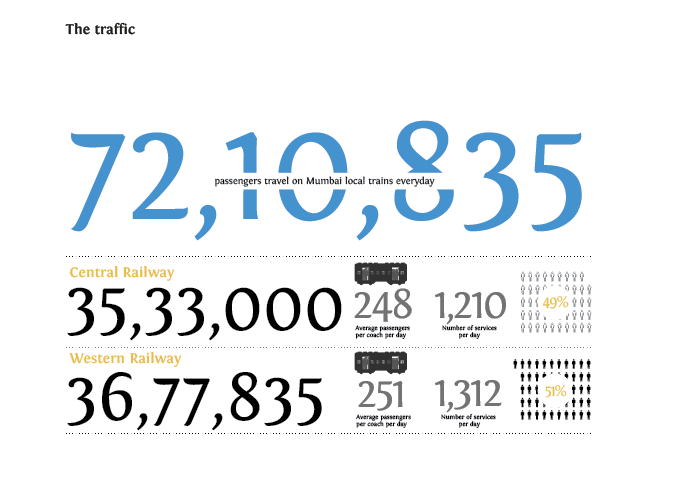 The traffic
72,10,835
passengers travel on Mumbai local trains everyday
Central Railway
35,33,000
248
Average passengers
per coach per day
1,210
Number of services
per day
49%
Western Railway
36,77,835
251
Average passengers
per coach per day
1,312
Number of services
per day
51%